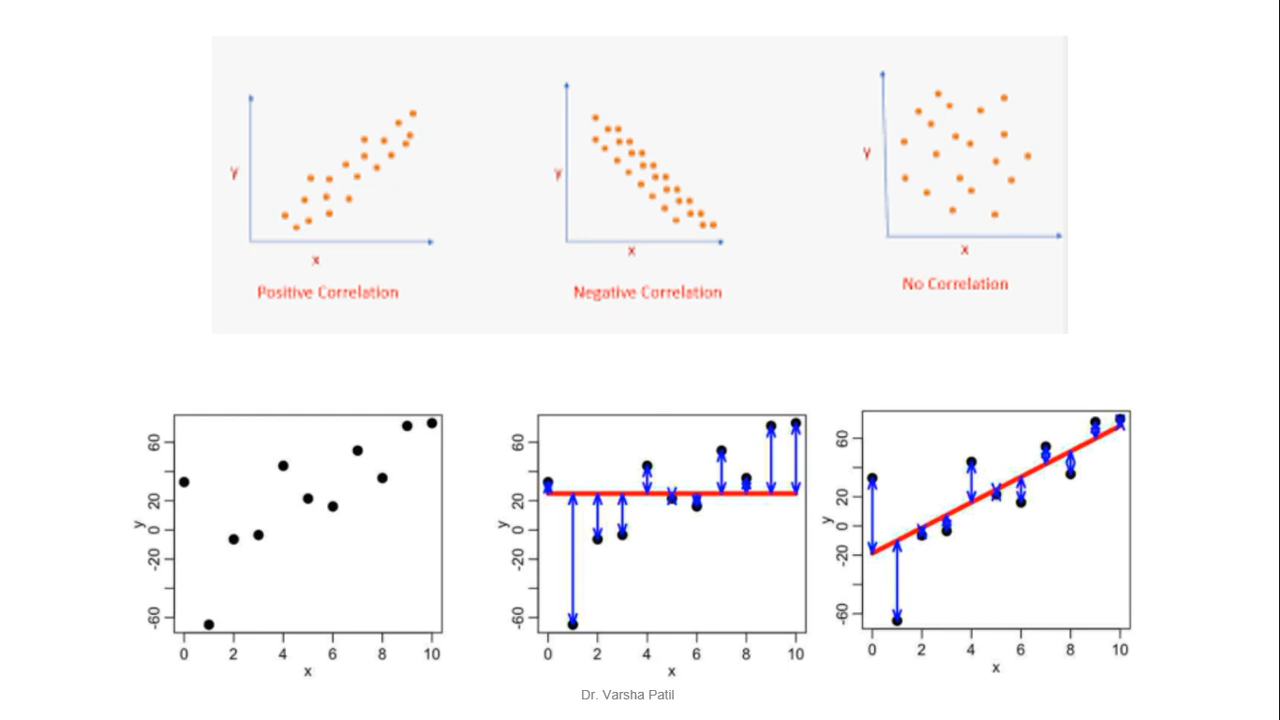 y
x
Positive Correlation
y
x
Negative Correlation
y
x
No Correlation
60
20
0
-20
-60
y
0 2 4 6 8 10
x
60
20
0
-20
-60
y
0 2 4 6 8 10
x
60
20
0
-20
-60
y
0 2 4 6 8 10
x
Dr. Varsha Patil